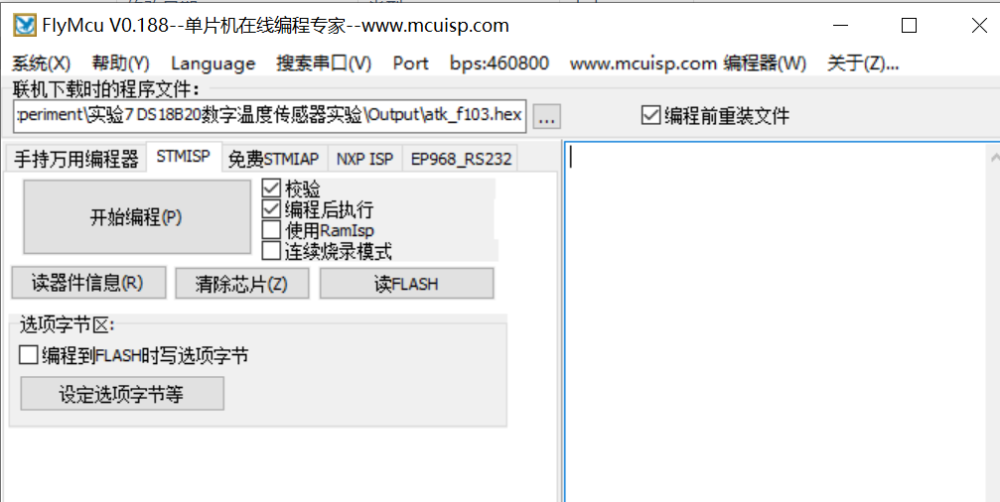 FlyMcu V0.188--单片机在线编程专家--www.mcuisp.com
系统(X) 帮助(Y) Language 搜索串口(V) Port bps:460800 www.mcuisp.com 编程器(W) 关于(Z)...
联机下载时的程序文件：
:periment\实验7 DS18B20数字温度传感器实验\Output\atk_f103.hex ... 编程前重装文件
手持万用编程器 STMISP 免费STMIAP NXP ISP EP968_RS232
开始编程(P)
校验
编程后执行
使用RamIsp
连续烧录模式
读器件信息(R) 清除芯片(Z) 读FLASH
选项字节区:
编程到FLASH时写选项字节
设定选项字节等